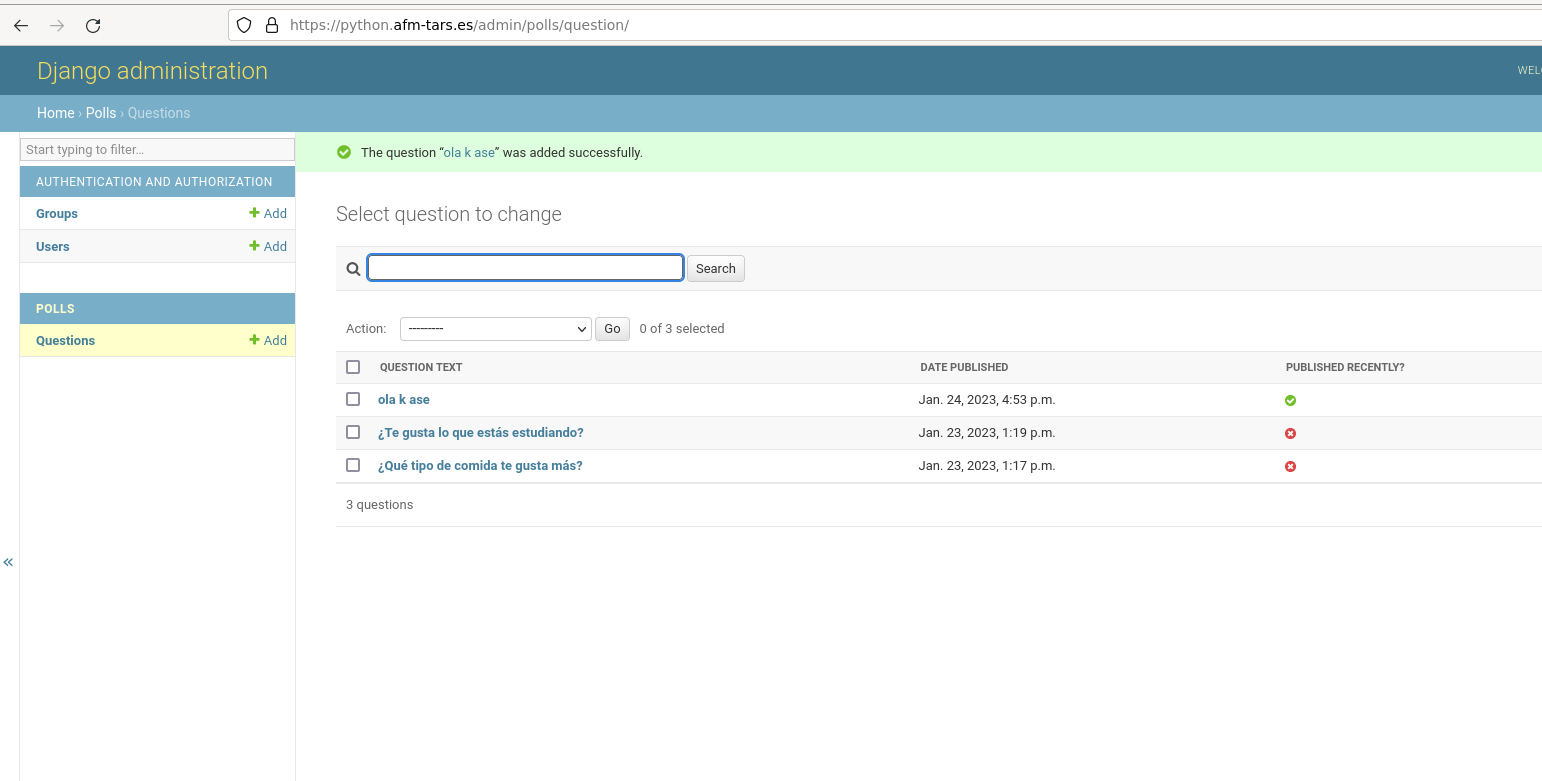 https://python.afm-tars.es/admin/polls/question/
Django administration
Home › Polls › Questions
Start typing to filter…
The question “ola k ase” was added successfully.
AUTHENTICATION AND AUTHORIZATION
Groups + Add
Users + Add
POLLS
Questions + Add
Select question to change
Search
Action: --------- Go 0 of 3 selected
QUESTION TEXT DATE PUBLISHED PUBLISHED RECENTLY?
ola k ase Jan. 24, 2023, 4:53 p.m.
¿Te gusta lo que estás estudiando? Jan. 23, 2023, 1:19 p.m.
¿Qué tipo de comida te gusta más? Jan. 23, 2023, 1:17 p.m.
3 questions
«